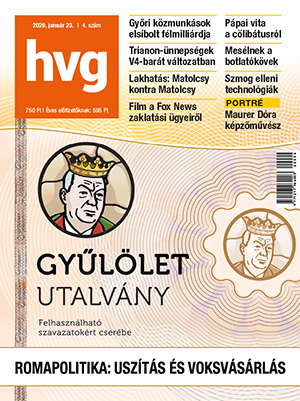 2020. január 23. I 4. szám
hvg
750 Ft I Éves előfizetőknek: 595 Ft
Győri közmunkások
elsíbolt félmilliárdja
Trianon-ünnepségek
V4-barát változatban
Lakhatás: Matolcsy
kontra Matolcsy
Film a Fox News
zaklatási ügyeiről
Pápai vita
a cölibátusról
Mesélnek a
botlatókövek
Szmog elleni
technológiák
PORTRÉ
Maurer Dóra
képzőművész
GYŰLÖLET
UTALVÁNY
Felhasználható
szavazatokért cserébe
ROMAPOLITIKA: USZÍTÁS ÉS VOKSVÁSÁRLÁS